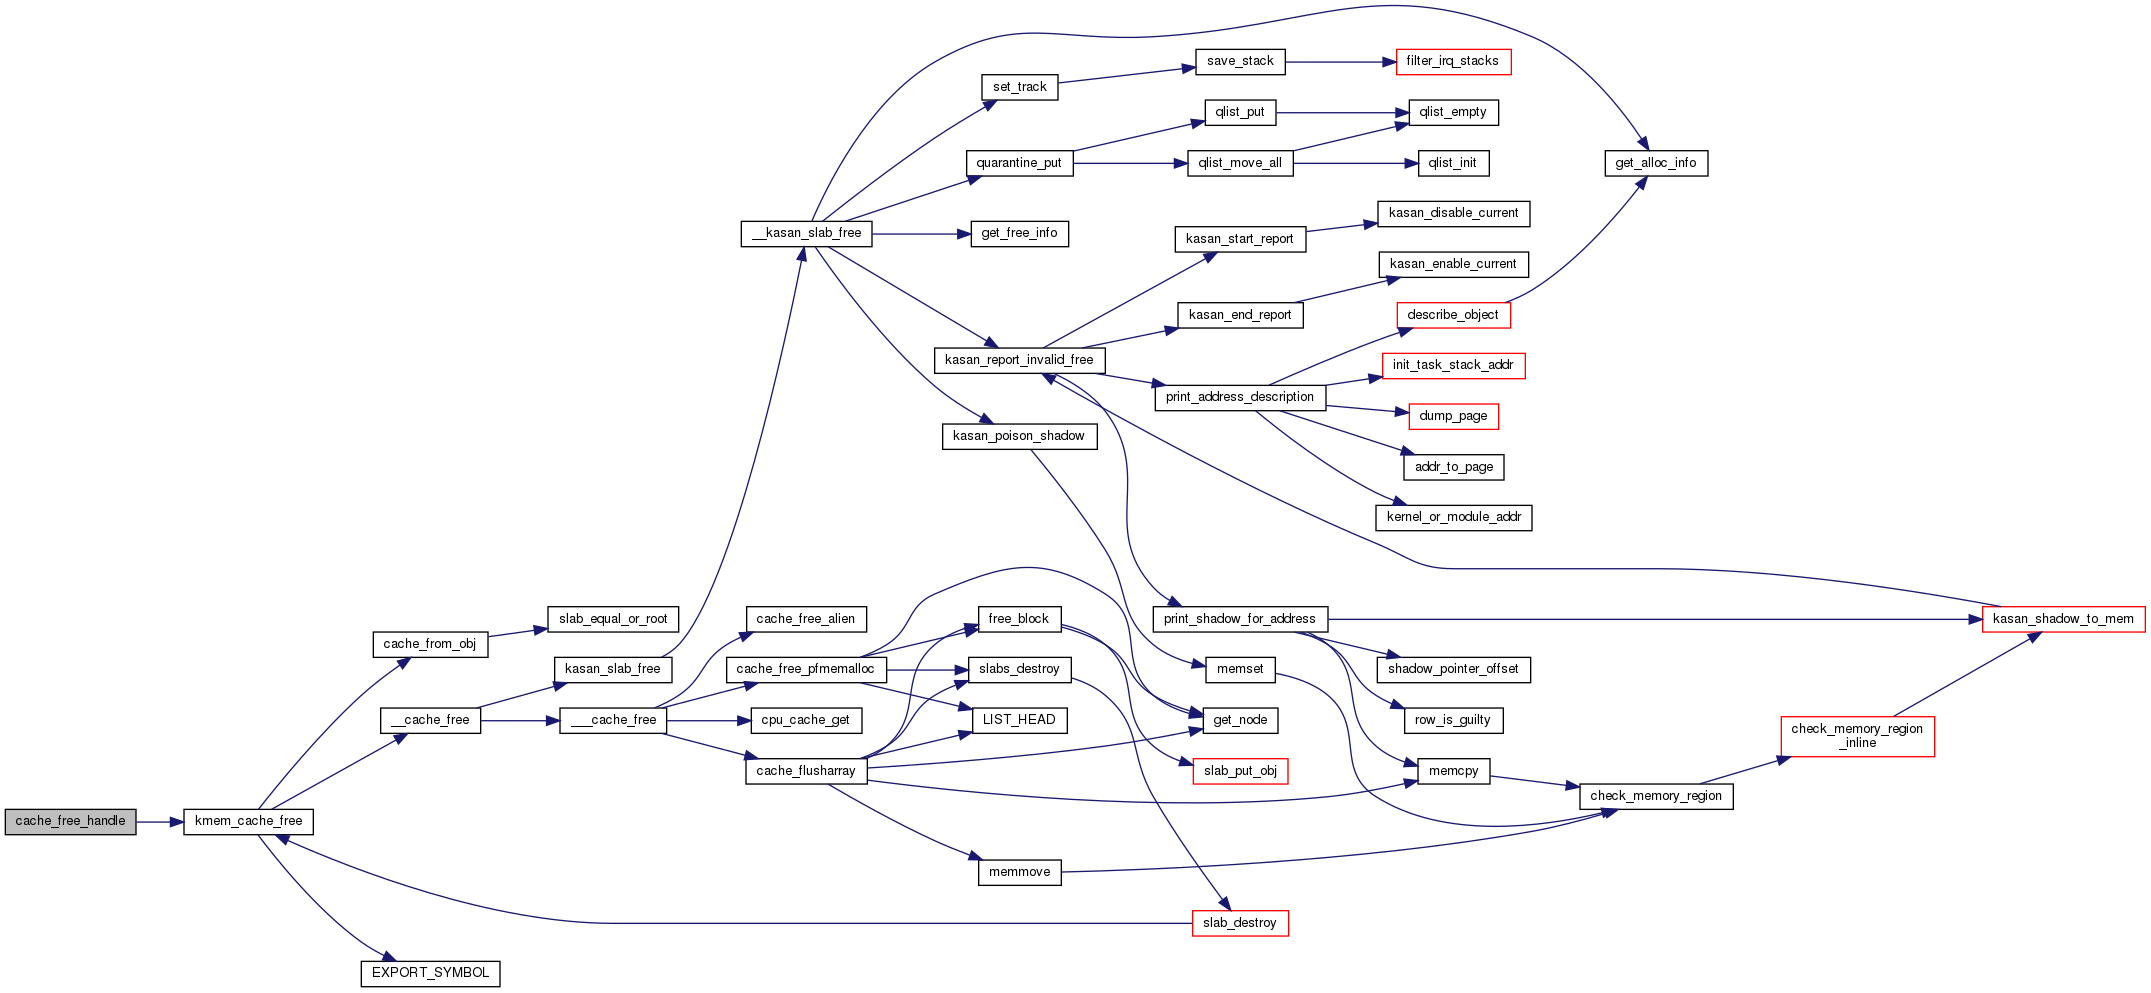 save_stack
filter_irq_stacks
set_track
qlist_put
qlist_empty
quarantine_put
qlist_move_all
qlist_init
get_alloc_info
__kasan_slab_free
get_free_info
kasan_disable_current
kasan_start_report
kasan_enable_current
kasan_end_report
describe_object
kasan_report_invalid_free
init_task_stack_addr
print_address_description
dump_page
kasan_poison_shadow
addr_to_page
kernel_or_module_addr
slab_equal_or_root
cache_free_alien
free_block
print_shadow_for_address
kasan_shadow_to_mem
cache_from_obj
kasan_slab_free
cache_free_pfmemalloc
slabs_destroy
memset
shadow_pointer_offset
__cache_free
___cache_free
cpu_cache_get
LIST_HEAD
get_node
row_is_guilty
check_memory_region
_inline
cache_flusharray
slab_put_obj
memcpy
check_memory_region
cache_free_handle
kmem_cache_free
memmove
slab_destroy
EXPORT_SYMBOL